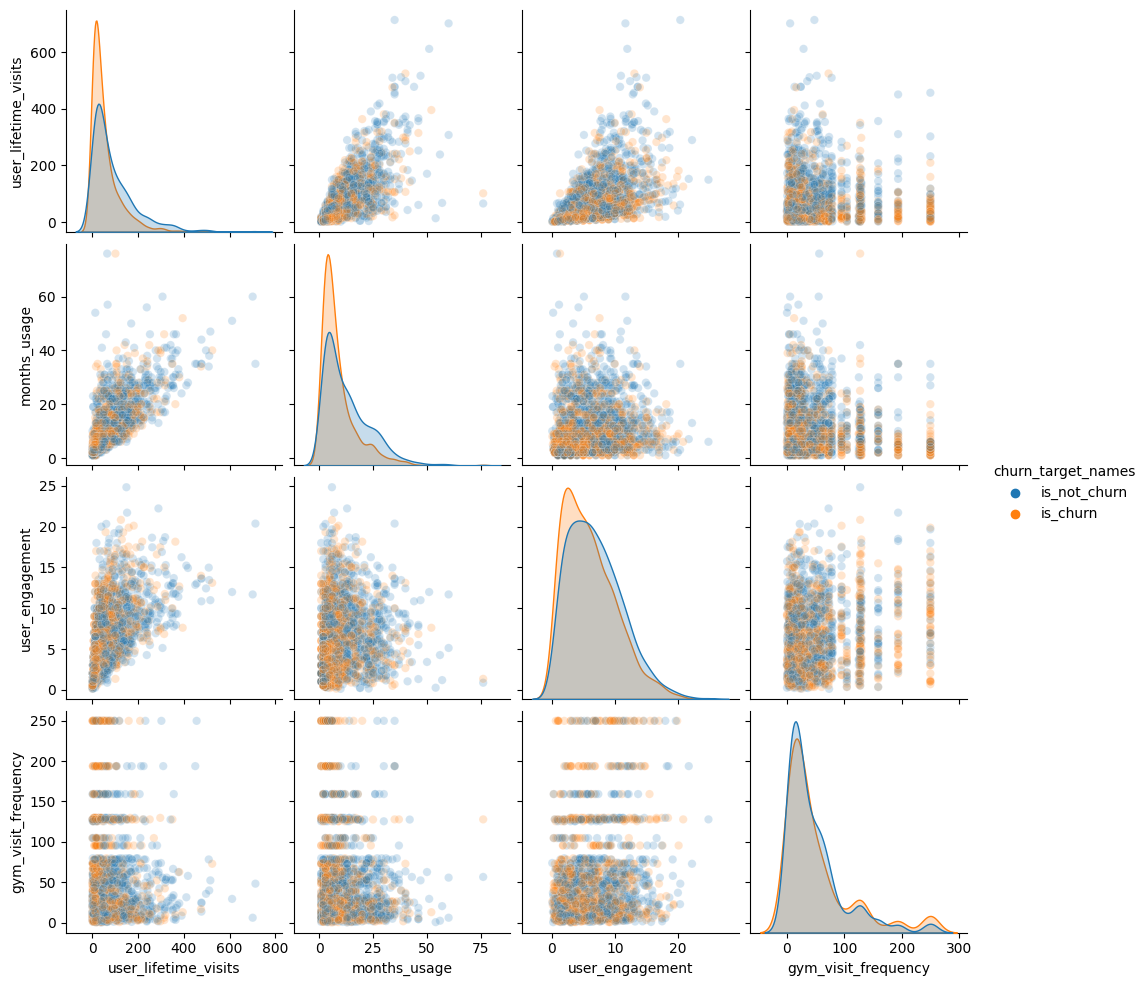 user_lifetime_visits
600
400
200
0
months_usage
60
40
20
0
churn_target_names
is_not_churn
is_churn
user_engagement
25
20
15
10
5
0
gym_visit_frequency
250
200
150
100
50
0
0 200 400 600 800
0 25 50 75
0 10 20
0 100 200 300
user_lifetime_visits
months_usage
user_engagement
gym_visit_frequency